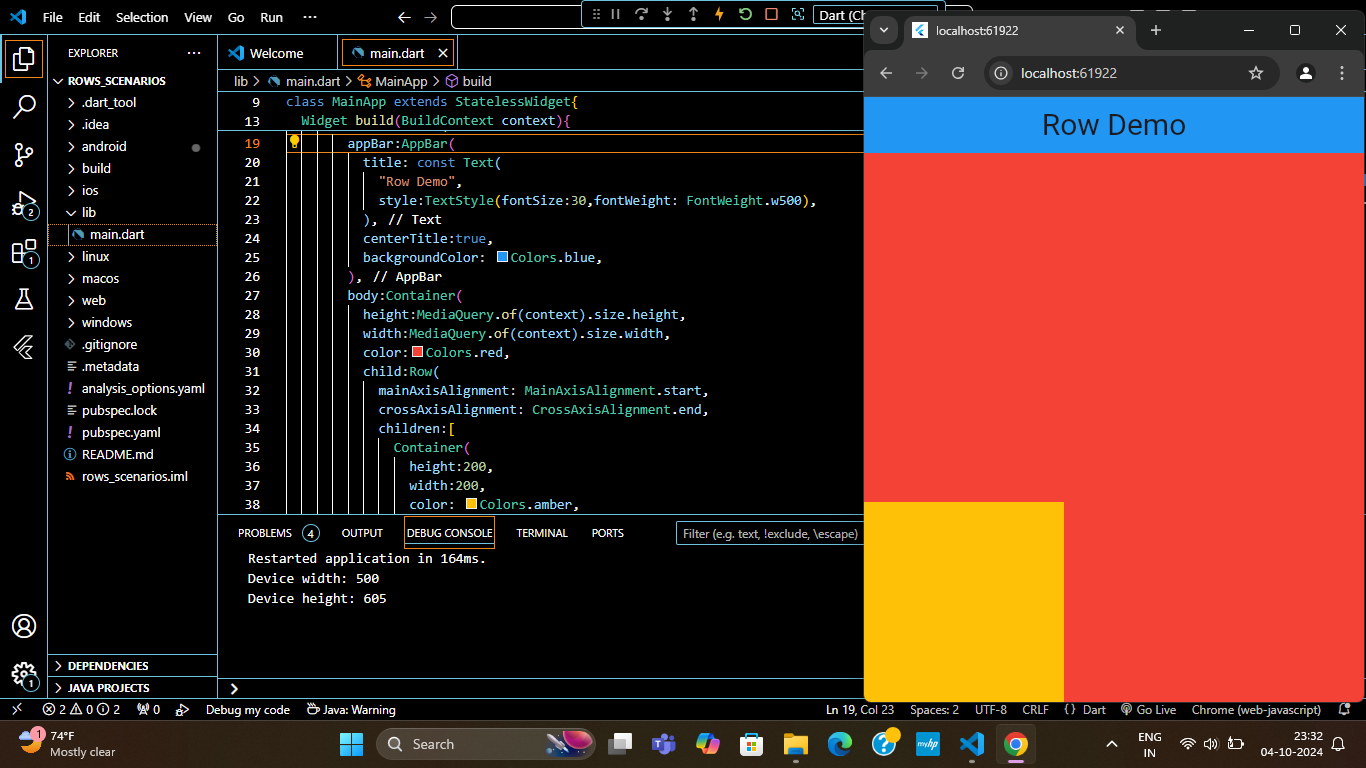 File Edit Selection View Go Run ···
Dart (Ch
localhost:61922
localhost:61922
EXPLORER ···
ROWS_SCENARIOS
.dart_tool
.idea
android
build
ios
lib
main.dart
linux
macos
web
windows
.gitignore
.metadata
analysis_options.yaml
pubspec.lock
pubspec.yaml
README.md
rows_scenarios.iml
DEPENDENCIES
JAVA PROJECTS
2
1
1
Welcome main.dart
lib > main.dart > MainApp > build
9 class MainApp extends StatelessWidget{
13 Widget build(BuildContext context){
19 appBar:AppBar(
20 title: const Text(
21 "Row Demo",
22 style:TextStyle(fontSize:30,fontWeight: FontWeight.w500),
23 ), // Text
24 centerTitle:true,
25 backgroundColor: Colors.blue,
26 ), // AppBar
27 body:Container(
28 height:MediaQuery.of(context).size.height,
29 width:MediaQuery.of(context).size.width,
30 color:Colors.red,
31 child:Row(
32 mainAxisAlignment: MainAxisAlignment.start,
33 crossAxisAlignment: CrossAxisAlignment.end,
34 children:[
35 Container(
36 height:200,
37 width:200,
38 color: Colors.amber,
PROBLEMS 4 OUTPUT DEBUG CONSOLE TERMINAL PORTS Filter (e.g. text, !exclude, \escape)
Restarted application in 164ms.
Device width: 500
Device height: 605
Row Demo
2 0 2 0 Debug my code Java: Warning Ln 19, Col 23 Spaces: 2 UTF-8 CRLF {} Dart Go Live Chrome (web-javascript)
1
74°F
Mostly clear
Search
myhp
ENG
IN
23:32
04-10-2024